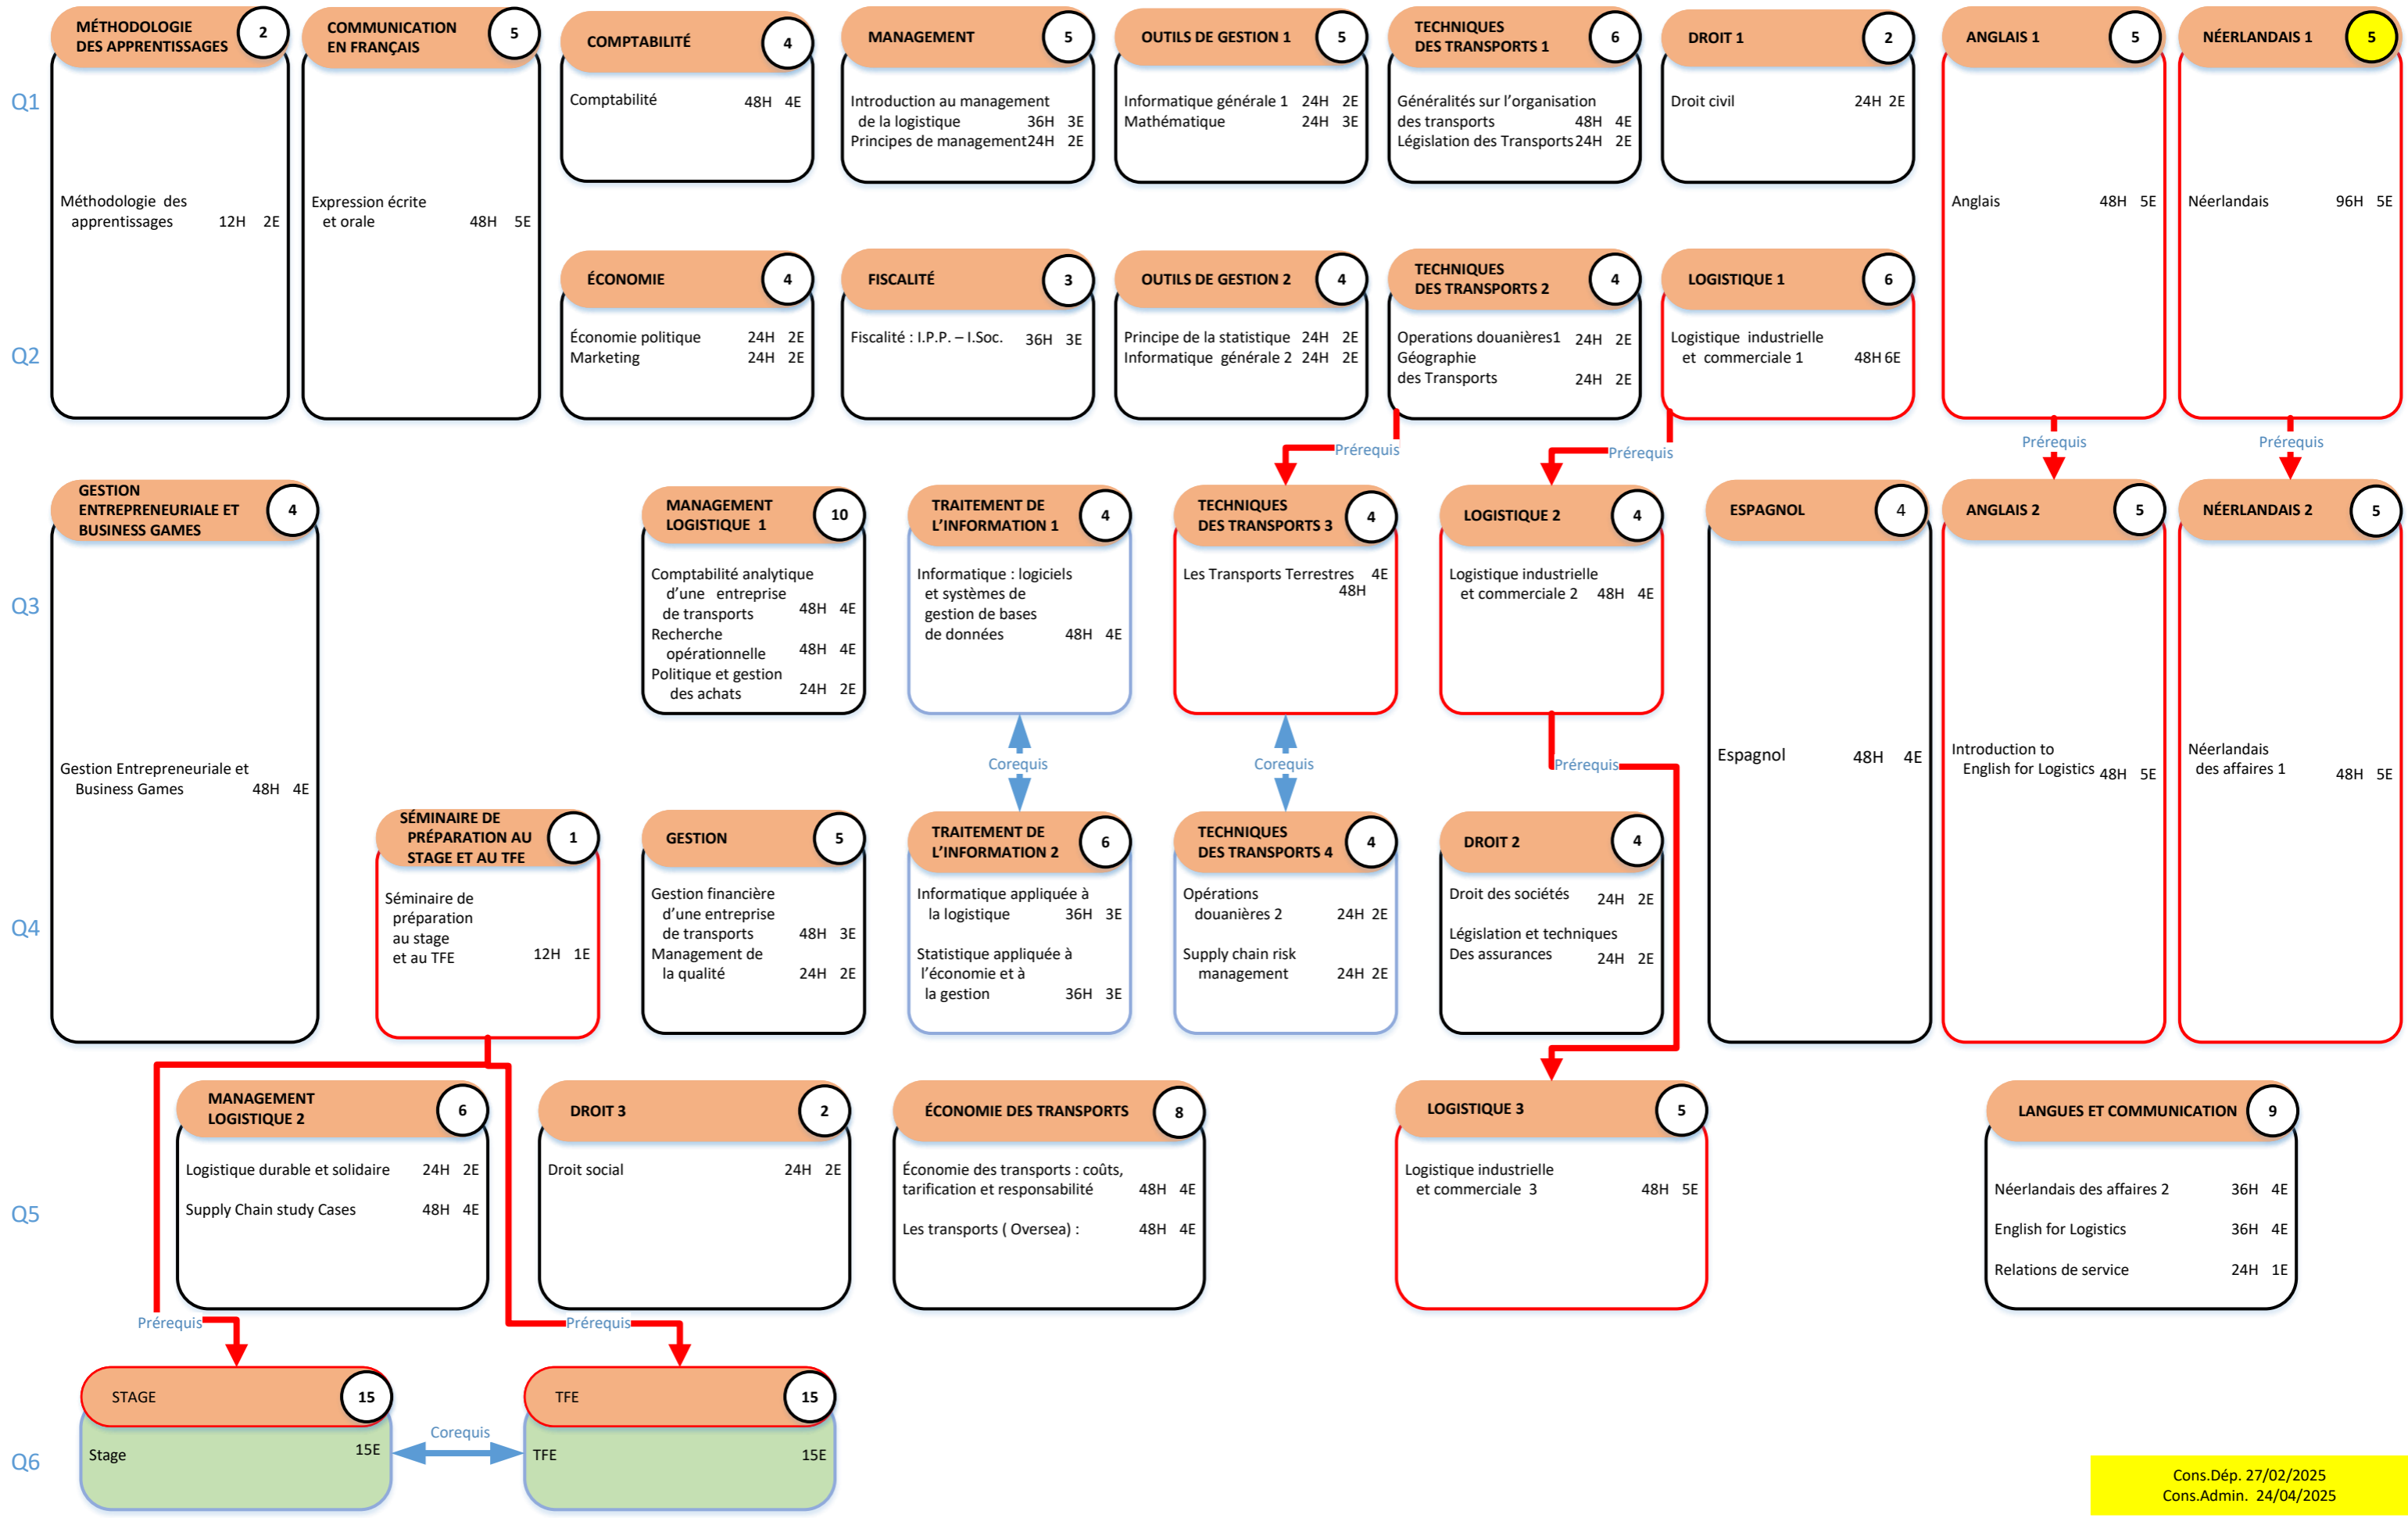 MÉTHODOLOGIE
DES APPRENTISSAGES
2
COMMUNICATION
EN FRANÇAIS
5
COMPTABILITÉ
4
MANAGEMENT
5
OUTILS DE GESTION 1
5
TECHNIQUES
DES TRANSPORTS 1
6
DROIT 1
2
ANGLAIS 1
5
NÉERLANDAIS 1
5
Q1
Méthodologie des
apprentissages 12H 2E
Expression écrite
et orale 48H 5E
Comptabilité 48H 4E
Introduction au management
de la logistique 36H 3E
Principes de management 24H 2E
Informatique générale 1 24H 2E
Mathématique 24H 3E
Généralités sur l’organisation
des transports 48H 4E
Législation des Transports 24H 2E
Droit civil 24H 2E
Anglais 48H 5E
Néerlandais 96H 5E
ÉCONOMIE
4
FISCALITÉ
3
OUTILS DE GESTION 2
4
TECHNIQUES
DES TRANSPORTS 2
4
LOGISTIQUE 1
6
Q2
Économie politique 24H 2E
Marketing 24H 2E
Fiscalité : I.P.P. – I.Soc. 36H 3E
Principe de la statistique 24H 2E
Informatique générale 2 24H 2E
Operations douanières1 24H 2E
Géographie
des Transports 24H 2E
Logistique industrielle
et commerciale 1 48H 6E
Prérequis
Prérequis
Prérequis
Prérequis
GESTION
ENTREPRENEURIALE ET
BUSINESS GAMES
4
MANAGEMENT
LOGISTIQUE 1
10
TRAITEMENT DE
L’INFORMATION 1
4
TECHNIQUES
DES TRANSPORTS 3
4
LOGISTIQUE 2
4
ESPAGNOL
4
ANGLAIS 2
5
NÉERLANDAIS 2
5
Q3
Gestion Entrepreneuriale et
Business Games 48H 4E
Comptabilité analytique
d’une entreprise
de transports 48H 4E
Recherche
opérationnelle 48H 4E
Politique et gestion
des achats 24H 2E
Informatique : logiciels
et systèmes de
gestion de bases
de données 48H 4E
Les Transports Terrestres 4E
48H
Logistique industrielle
et commerciale 2 48H 4E
Espagnol 48H 4E
Introduction to
English for Logistics 48H 5E
Néerlandais
des affaires 1 48H 5E
Corequis
Corequis
Prérequis
SÉMINAIRE DE
PRÉPARATION AU
STAGE ET AU TFE
1
GESTION
5
TRAITEMENT DE
L’INFORMATION 2
6
TECHNIQUES
DES TRANSPORTS 4
4
DROIT 2
4
Q4
Séminaire de
préparation
au stage
et au TFE 12H 1E
Gestion financière
d’une entreprise
de transports 48H 3E
Management de
la qualité 24H 2E
Informatique appliquée à
la logistique 36H 3E
Statistique appliquée à
l’économie et à
la gestion 36H 3E
Opérations
douanières 2 24H 2E
Supply chain risk
management 24H 2E
Droit des sociétés 24H 2E
Législation et techniques
Des assurances 24H 2E
MANAGEMENT
LOGISTIQUE 2
6
DROIT 3
2
ÉCONOMIE DES TRANSPORTS
8
LOGISTIQUE 3
5
LANGUES ET COMMUNICATION
9
Q5
Logistique durable et solidaire 24H 2E
Supply Chain study Cases 48H 4E
Droit social 24H 2E
Économie des transports : coûts,
tarification et responsabilité 48H 4E
Les transports ( Oversea) : 48H 4E
Logistique industrielle
et commerciale 3 48H 5E
Néerlandais des affaires 2 36H 4E
English for Logistics 36H 4E
Relations de service 24H 1E
Prérequis
Prérequis
STAGE
15
TFE
15
Q6
Stage 15E
Corequis
TFE 15E
Cons.Dép. 27/02/2025
Cons.Admin. 24/04/2025